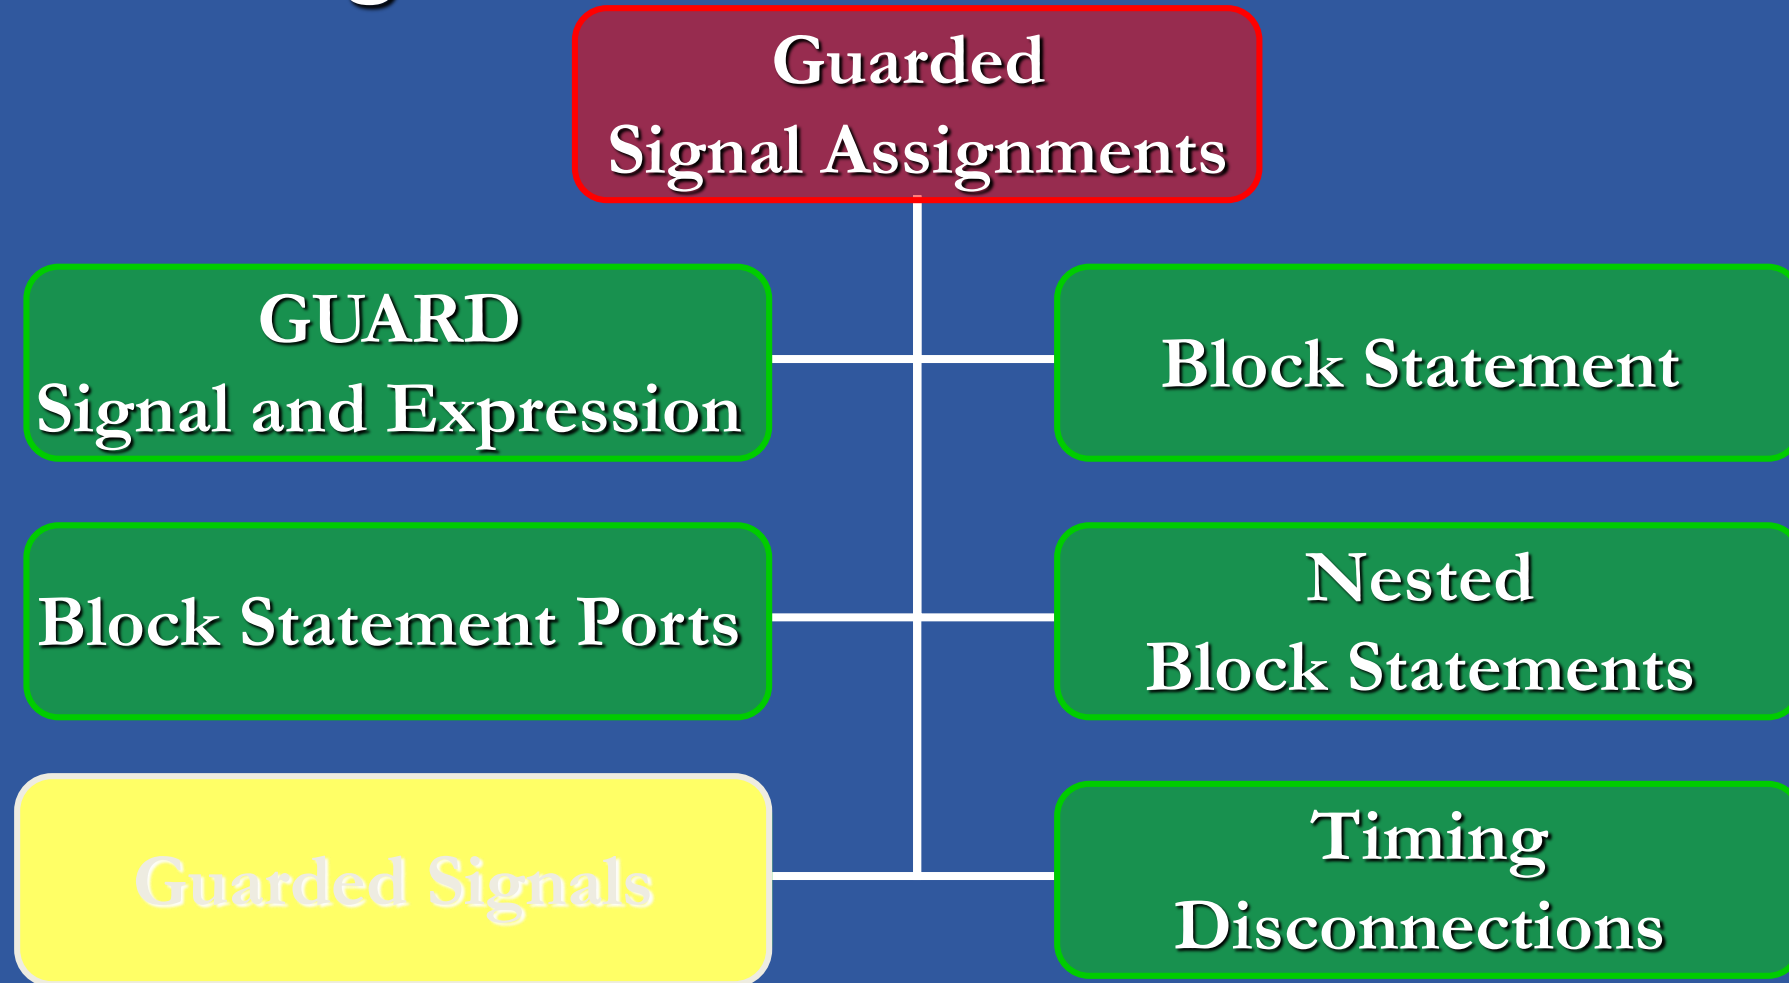 Guarded
Signal Assignments
GUARD
Signal and Expression
Block Statement
Block Statement Ports
Nested
Block Statements
Guarded Signals
Timing
Disconnections